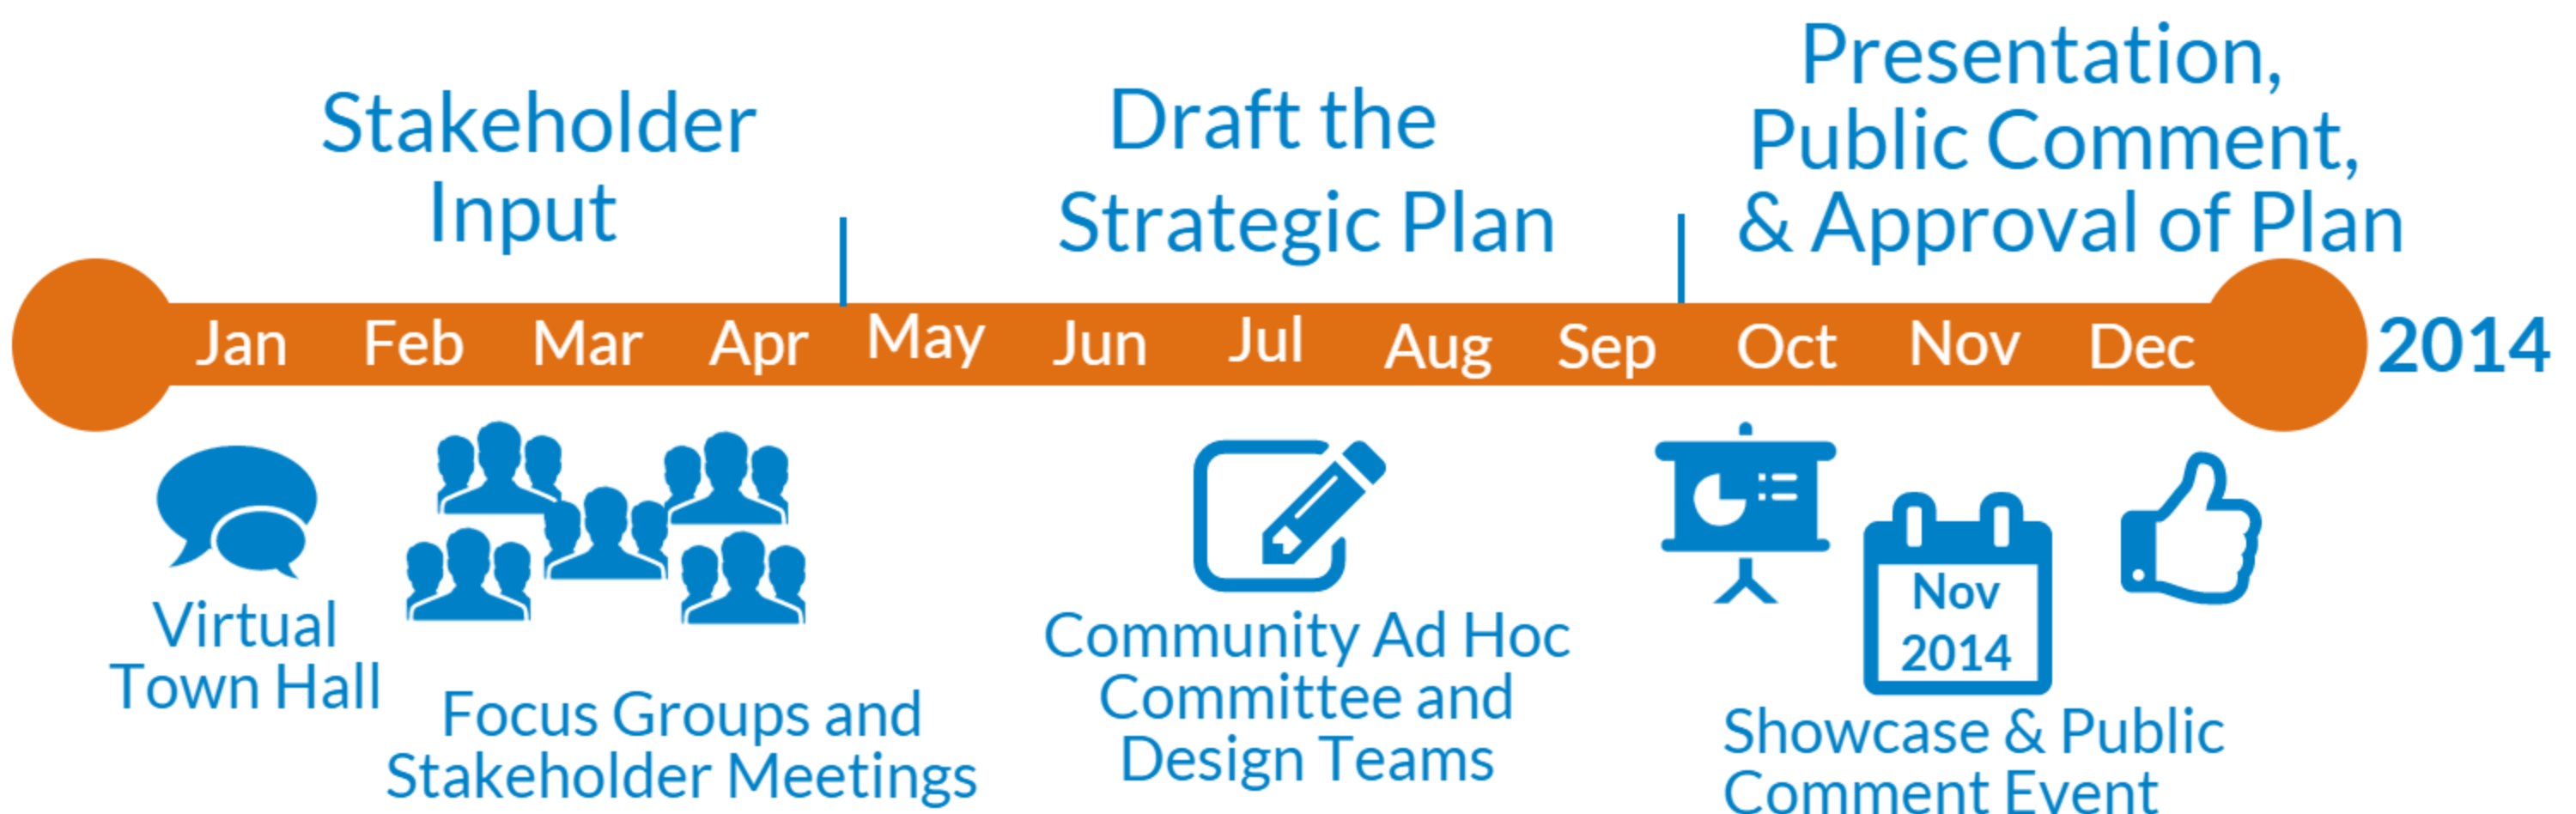 Stakeholder
Input
Draft the
Strategic Plan
Presentation,
Public Comment,
& Approval of Plan
Jan Feb Mar Apr May Jun Jul Aug Sep Oct Nov Dec 2014
Virtual
Town Hall
Focus Groups and
Stakeholder Meetings
Community Ad Hoc
Committee and
Design Teams
Nov
2014
Showcase & Public
Comment Event